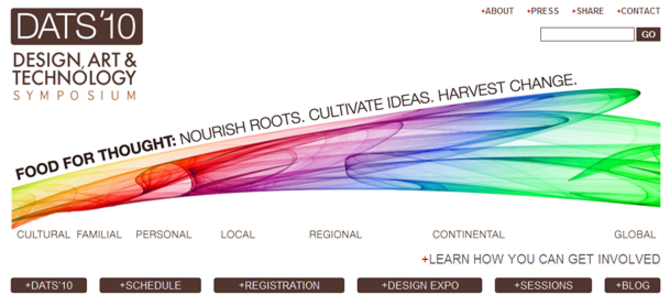 DATS'10
DESIGN, ART &
TECHNOLOGY
SYMPOSIUM
+ABOUT +PRESS +SHARE +CONTACT
GO
FOOD FOR THOUGHT: NOURISH ROOTS. CULTIVATE IDEAS. HARVEST CHANGE.
CULTURAL FAMILIAL PERSONAL LOCAL REGIONAL CONTINENTAL GLOBAL
+LEARN HOW YOU CAN GET INVOLVED
+DATS'10 +SCHEDULE +REGISTRATION +DESIGN EXPO +SESSIONS +BLOG